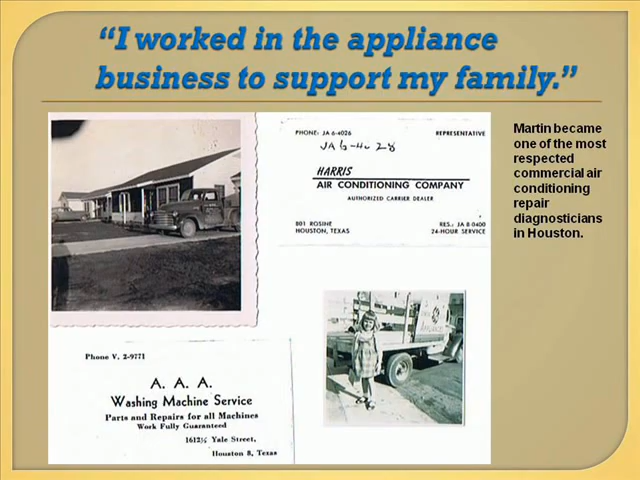 “I worked in the appliance
business to support my family.”
Martin became
one of the most
respected
commercial air
conditioning
repair
diagnosticians
in Houston.
PHONE: JA 6-4026
REPRESENTATIVE
JA 6-4028
HARRIS
AIR CONDITIONING COMPANY
AUTHORIZED CARRIER DEALER
801 ROSINE
HOUSTON, TEXAS
RES.: JA 8-0400
24-HOUR SERVICE
APPLIANCE
Phone V. 2-9771
A. A. A.
Washing Machine Service
Parts and Repairs for all Machines
Work Fully Guaranteed
1612½ Yale Street,
Houston 8, Texas